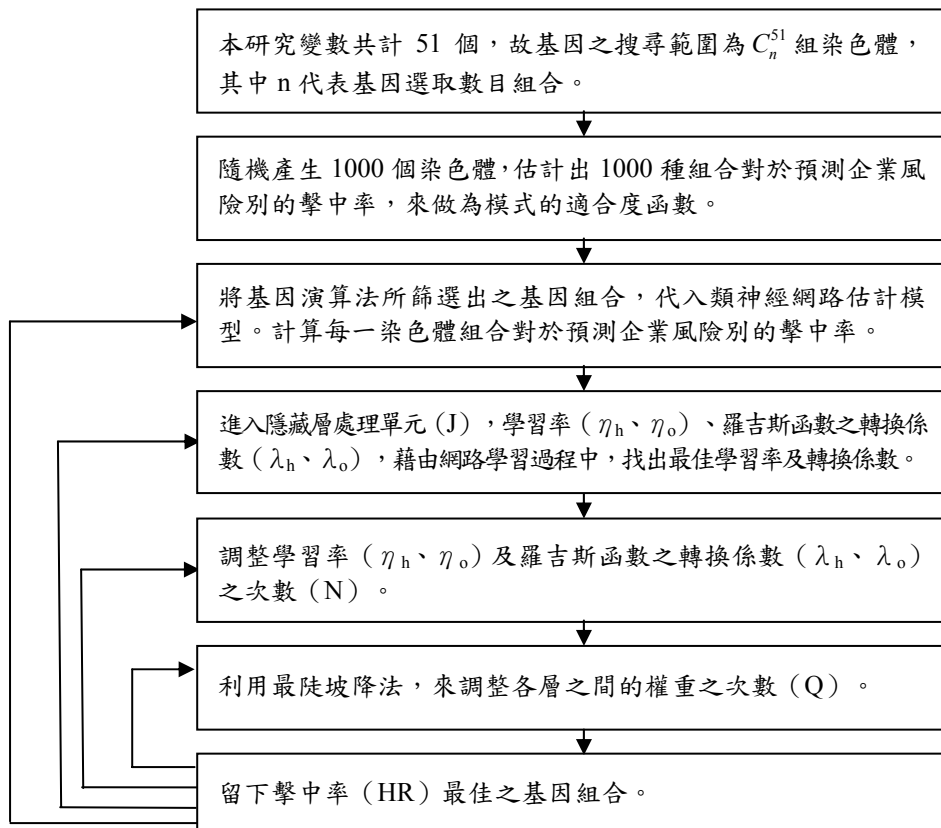 本研究變數共計 51 個，故基因之搜尋範圍為 $C_n^{51}$ 組染色體，
其中 n 代表基因選取數目組合。
隨機產生 1000 個染色體，估計出 1000 種組合對於預測企業風
險別的擊中率，來做為模式的適合度函數。
將基因演算法所篩選出之基因組合，代入類神經網路估計模
型。計算每一染色體組合對於預測企業風險別的擊中率。
進入隱藏層處理單元（J），學習率（ηh、ηo）、羅吉斯函數之轉換係
數（λh、λo），藉由網路學習過程中，找出最佳學習率及轉換係數。
調整學習率（ηh、ηo）及羅吉斯函數之轉換係數（λh、λo）
之次數（N）。
利用最陡坡降法，來調整各層之間的權重之次數（Q）。
留下擊中率（HR）最佳之基因組合。